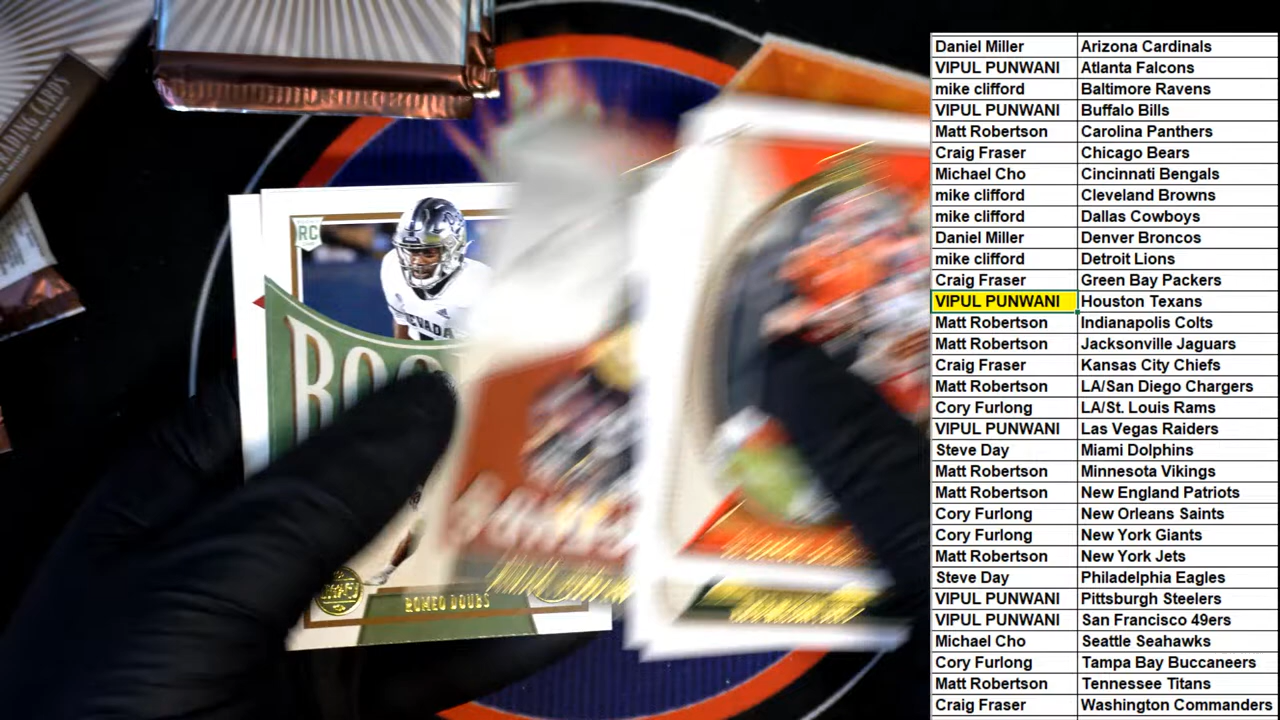 TRADING CARDS
RC
NEVADA
ROO
ROMEO DOUBS
Daniel Miller Arizona Cardinals
VIPUL PUNWANI Atlanta Falcons
mike clifford Baltimore Ravens
VIPUL PUNWANI Buffalo Bills
Matt Robertson Carolina Panthers
Craig Fraser Chicago Bears
Michael Cho Cincinnati Bengals
mike clifford Cleveland Browns
mike clifford Dallas Cowboys
Daniel Miller Denver Broncos
mike clifford Detroit Lions
Craig Fraser Green Bay Packers
VIPUL PUNWANI Houston Texans
Matt Robertson Indianapolis Colts
Matt Robertson Jacksonville Jaguars
Craig Fraser Kansas City Chiefs
Matt Robertson LA/San Diego Chargers
Cory Furlong LA/St. Louis Rams
VIPUL PUNWANI Las Vegas Raiders
Steve Day Miami Dolphins
Matt Robertson Minnesota Vikings
Matt Robertson New England Patriots
Cory Furlong New Orleans Saints
Cory Furlong New York Giants
Matt Robertson New York Jets
Steve Day Philadelphia Eagles
VIPUL PUNWANI Pittsburgh Steelers
VIPUL PUNWANI San Francisco 49ers
Michael Cho Seattle Seahawks
Cory Furlong Tampa Bay Buccaneers
Matt Robertson Tennessee Titans
Craig Fraser Washington Commanders